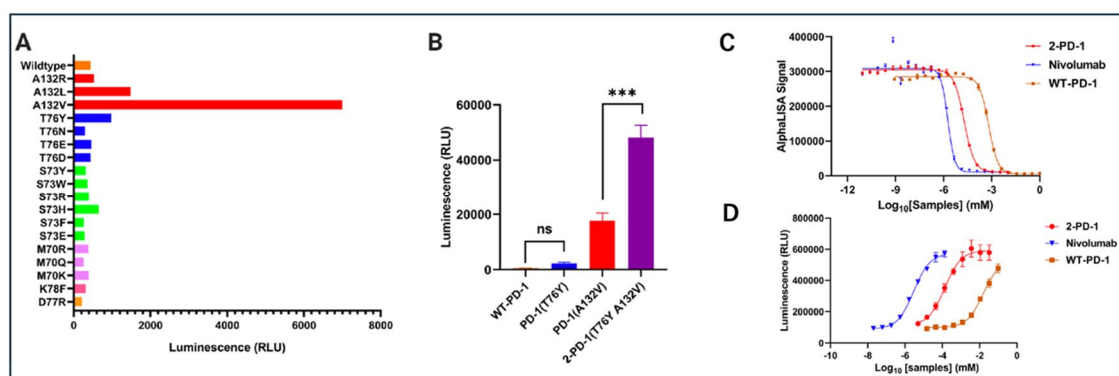 A
Wildtype
A132R
A132L
A132V
T76Y
T76N
T76E
T76D
S73Y
S73W
S73R
S73H
S73F
S73E
M70R
M70Q
M70K
K78F
D77R
0 2000 4000 6000 8000
Luminescence (RLU)
B
60000
40000
20000
0
Luminescence (RLU)
ns
***
WT-PD-1
PD-1(T76Y)
PD-1(A132V)
2-PD-1(T76Y A132V)
C
400000
300000
200000
100000
0
AlphaLISA Signal
-12 -9 -6 -3 0
Log10[Samples] (mM)
2-PD-1
Nivolumab
WT-PD-1
D
800000
600000
400000
200000
0
Luminescence (RLU)
-10 -8 -6 -4 -2 0
Log10 [samples] (mM)
2-PD-1
Nivolumab
WT-PD-1